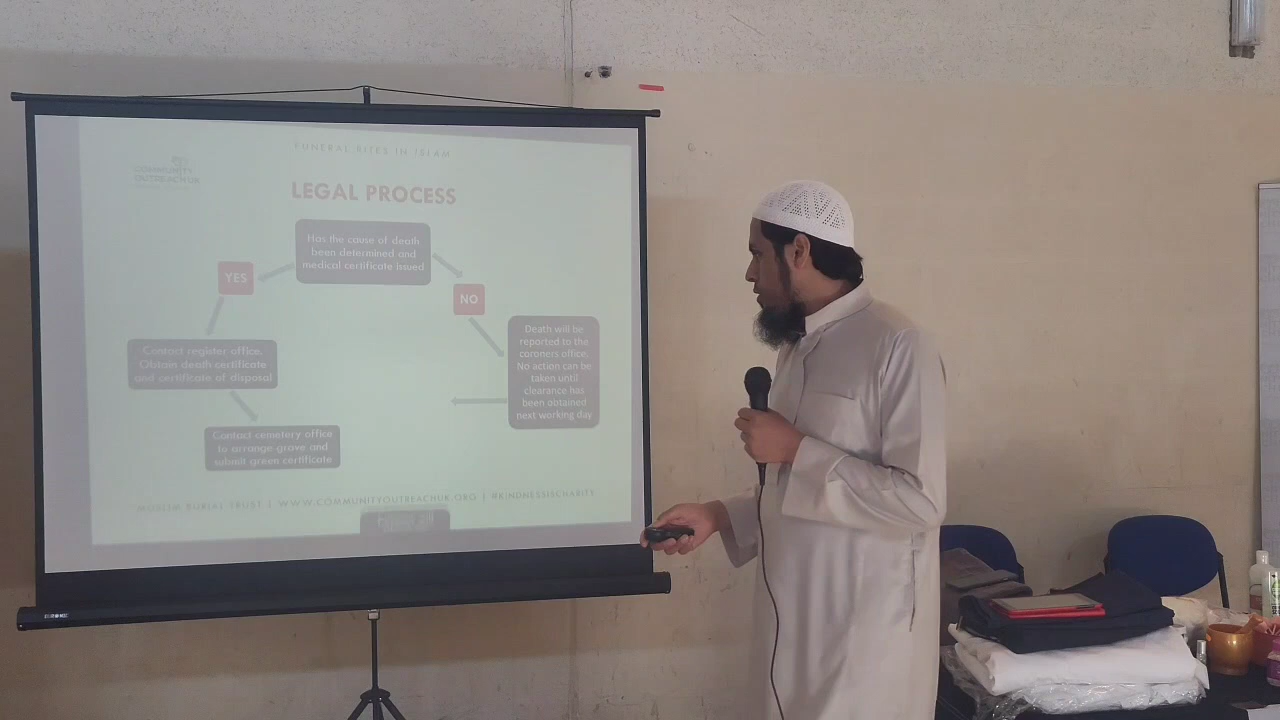 FUNERAL RITES IN ISLAM
COMMUNITY
OUTREACHUK
LEGAL PROCESS
Has the cause of death
been determined and
medical certificate issued
YES
NO
Contact register office.
Obtain death certificate
and certificate of disposal
Death will be
reported to the
coroners office.
No action can be
taken until
clearance has
been obtained
next working day
Contact cemetery office
to arrange grave and
submit green certificate
MUSLIM BURIAL TRUST | WWW.COMMUNITYOUTREACHUK.ORG | #KINDNESSISCHARITY